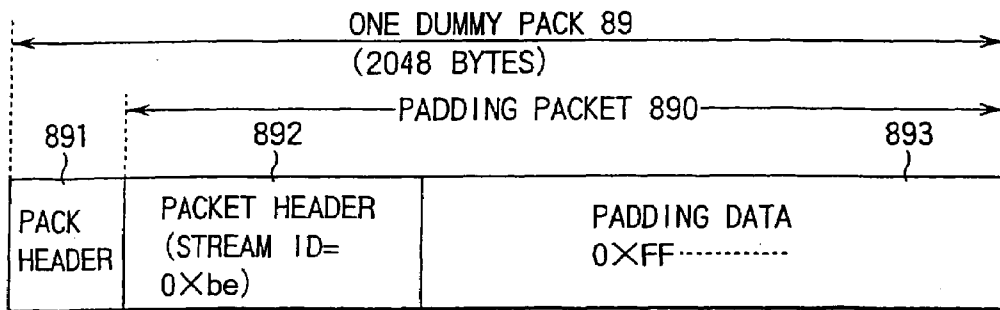 ONE DUMMY PACK 89
(2048 BYTES)
PADDING PACKET 890
891
892
893
PACK
HEADER
PACKET HEADER
(STREAM ID=
0×be)
PADDING DATA
0×FF············